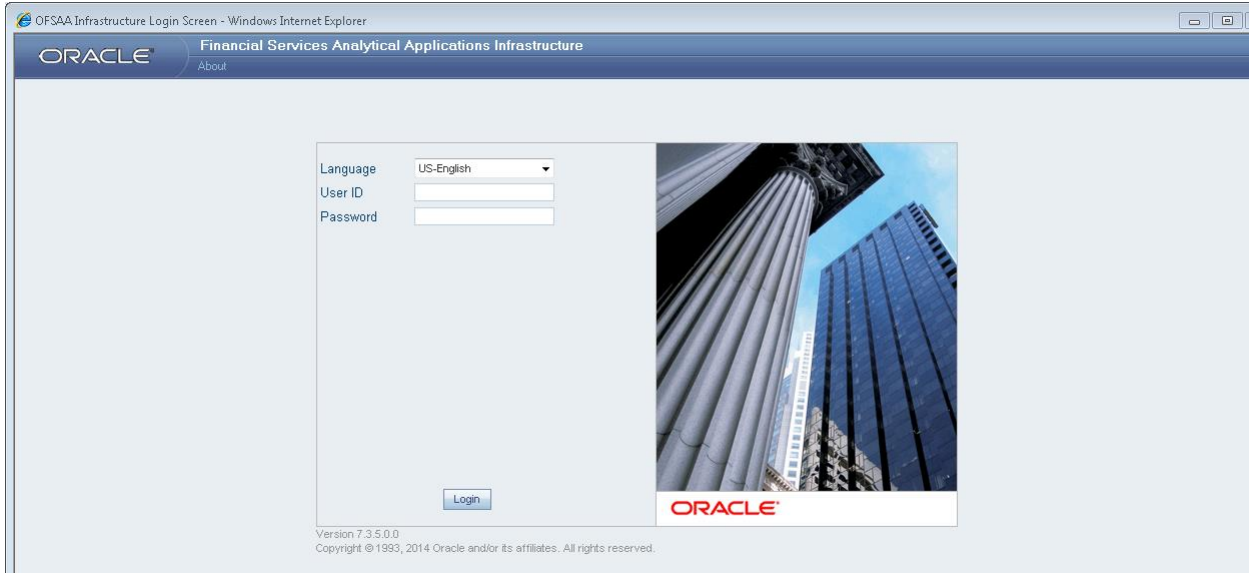 OFSAA Infrastructure Login Screen - Windows Internet Explorer
ORACLE®
Financial Services Analytical Applications Infrastructure
About
Language US-English
User ID
Password
Login
ORACLE®
Version 7.3.5.0.0
Copyright © 1993, 2014 Oracle and/or its affiliates. All rights reserved.